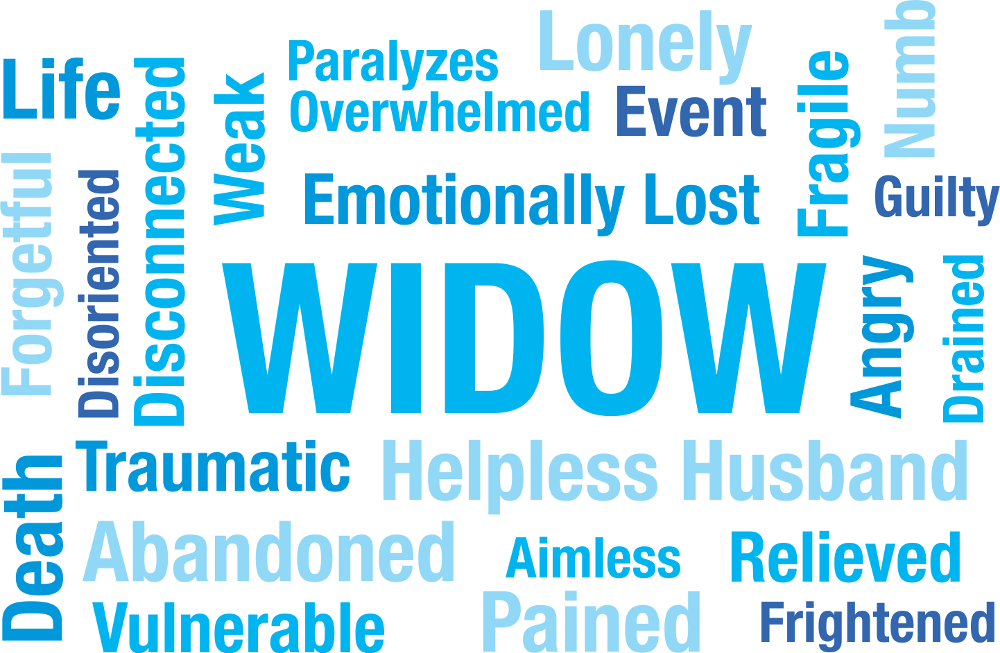 Life
Forgetful
Disoriented
Disconnected
Weak
Paralyzes
Overwhelmed
Lonely
Event
Fragile
Numb
Guilty
Emotionally Lost
WIDOW
Angry
Drained
Death
Traumatic
Helpless Husband
Abandoned
Aimless
Relieved
Vulnerable
Pained
Frightened